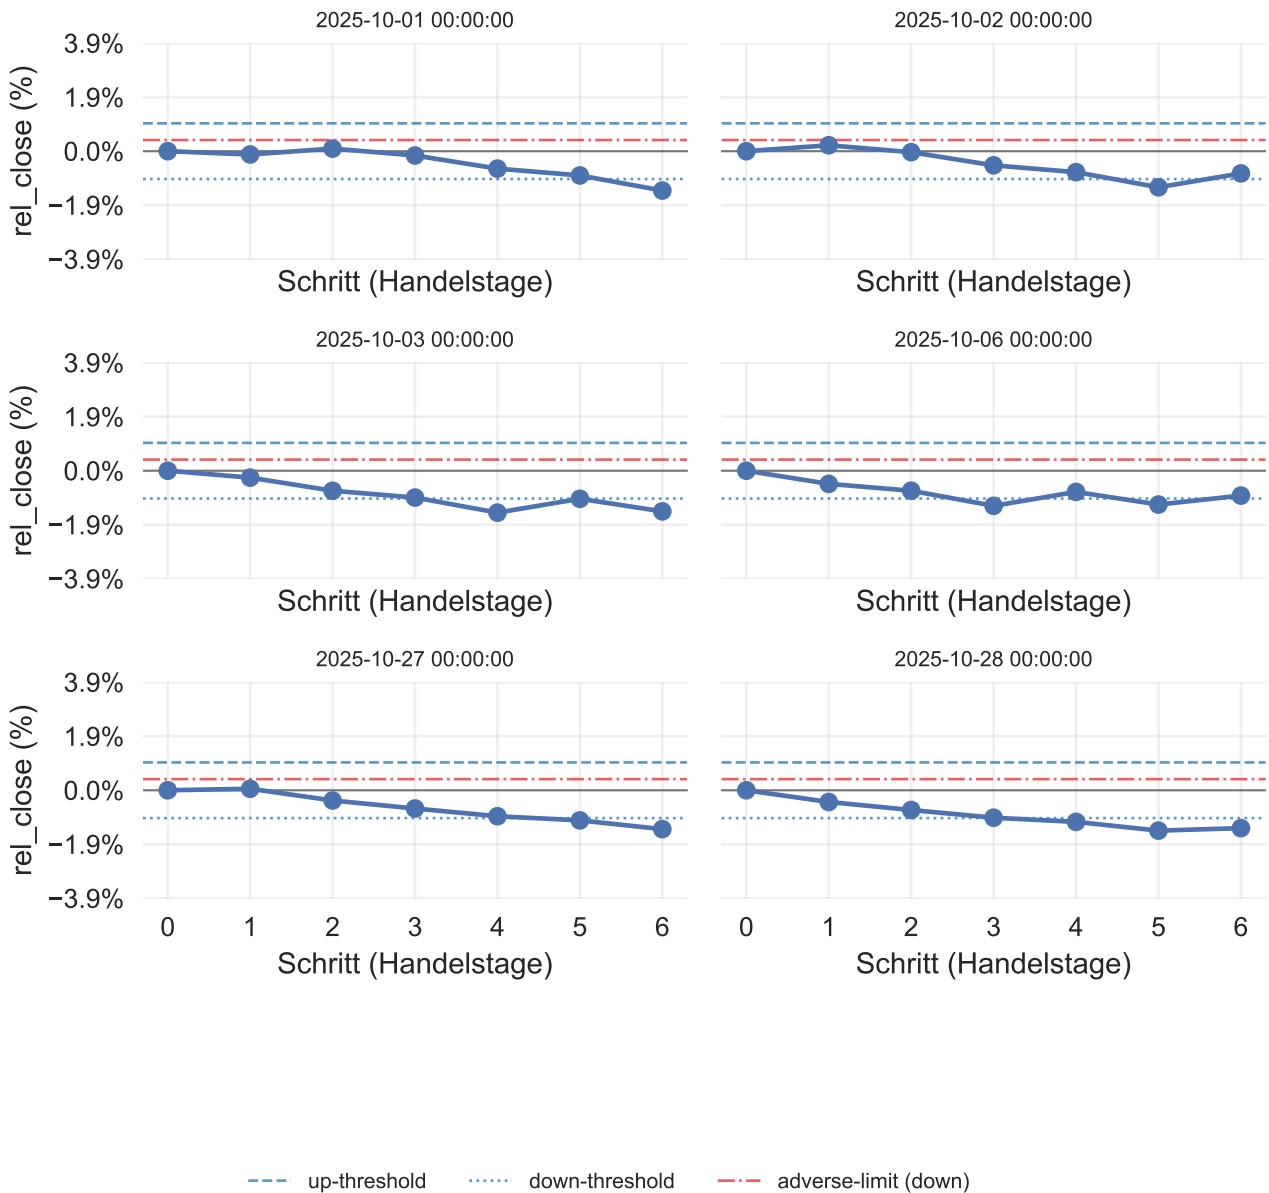 2025-10-01 00:00:00
2025-10-02 00:00:00
3.9%
1.9%
0.0%
−1.9%
−3.9%
rel_close (%)
Schritt (Handelstage)
Schritt (Handelstage)
2025-10-03 00:00:00
2025-10-06 00:00:00
3.9%
1.9%
0.0%
−1.9%
−3.9%
rel_close (%)
Schritt (Handelstage)
Schritt (Handelstage)
2025-10-27 00:00:00
2025-10-28 00:00:00
3.9%
1.9%
0.0%
−1.9%
−3.9%
rel_close (%)
0 1 2 3 4 5 6
0 1 2 3 4 5 6
Schritt (Handelstage)
Schritt (Handelstage)
up-threshold
down-threshold
adverse-limit (down)